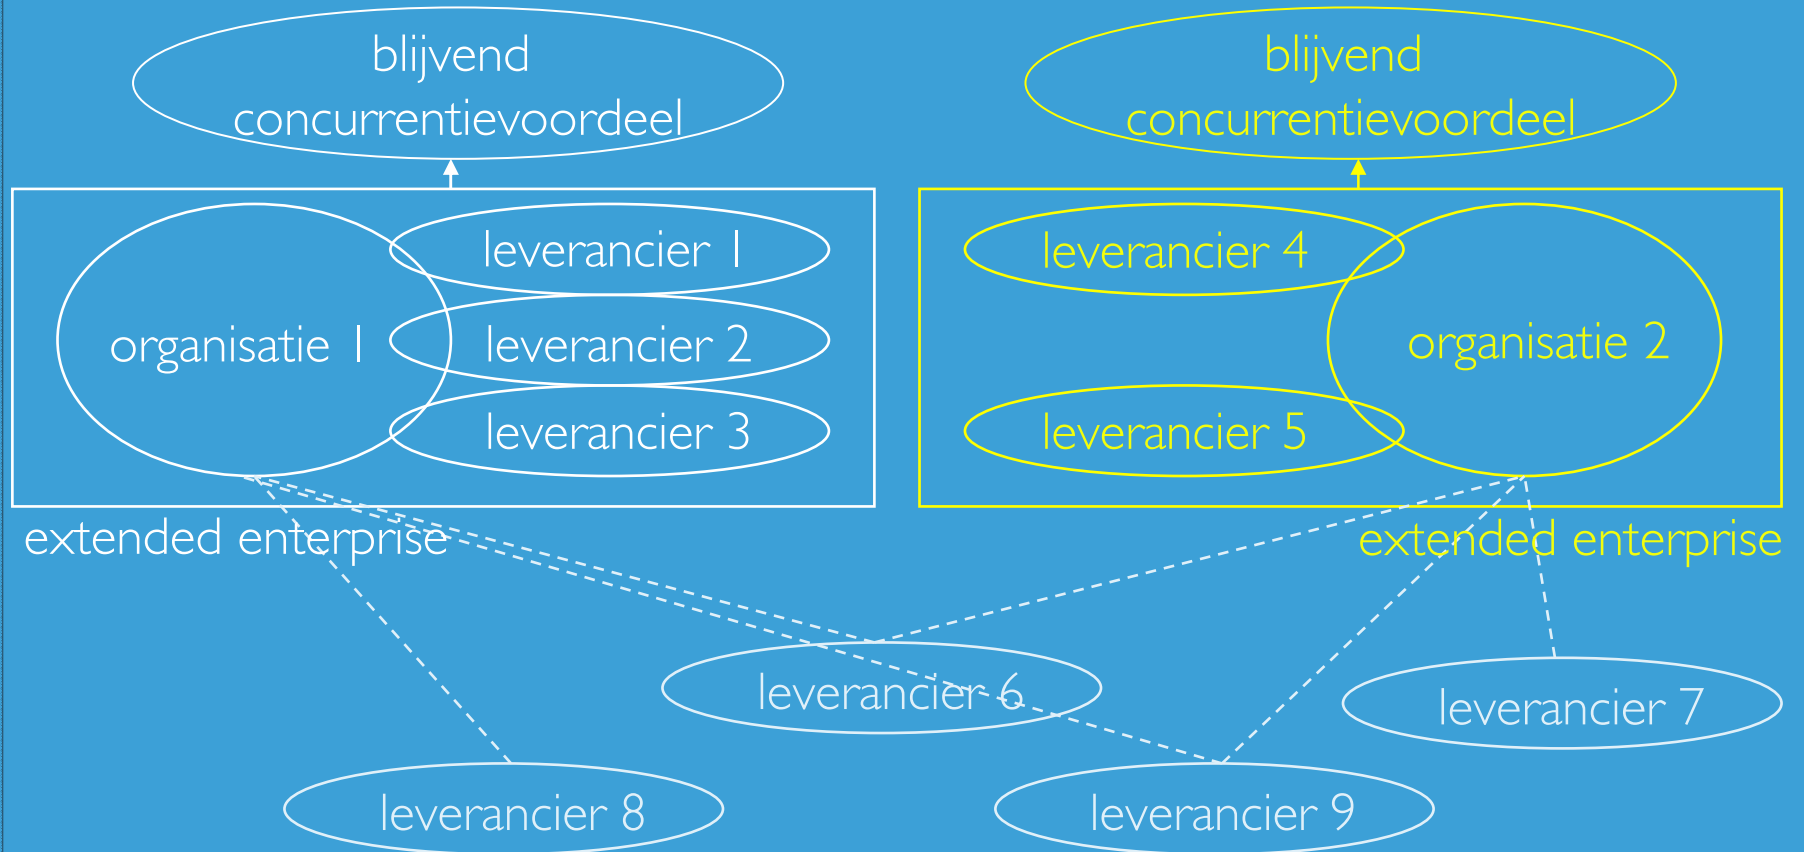 blijvend
concurrentievoordeel
blijvend
concurrentievoordeel
leverancier 1
organisatie 1
leverancier 2
leverancier 3
leverancier 4
organisatie 2
leverancier 5
extended enterprise
extended enterprise
leverancier 6
leverancier 7
leverancier 8
leverancier 9